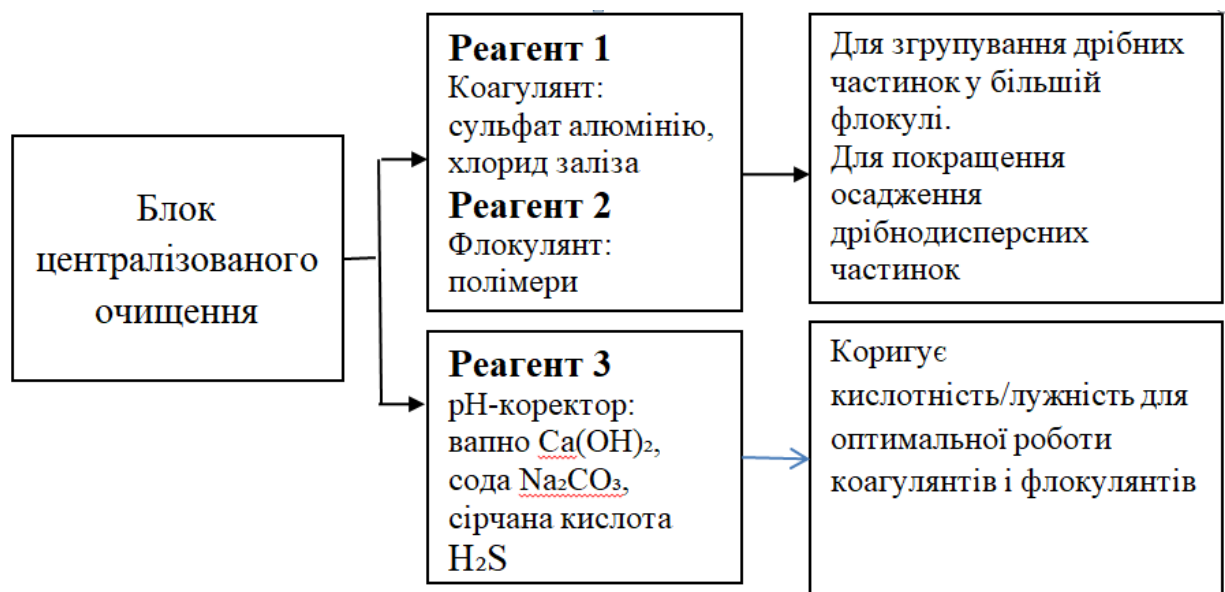 Блок
централізованого
очищення
Реагент 1
Коагулянт:
сульфат алюмінію,
хлорид заліза
Реагент 2
Флокулянт:
полімери
Для згрупування дрібних
частинок у більшій
флокулі.
Для покращення
осадження
дрібнодисперсних
частинок
Реагент 3
рН-коректор:
вапно Ca(OH)₂,
сода Na₂CO₃,
сірчана кислота
H₂S
Коригує
кислотність/лужність для
оптимальної роботи
коагулянтів і флокулянтів